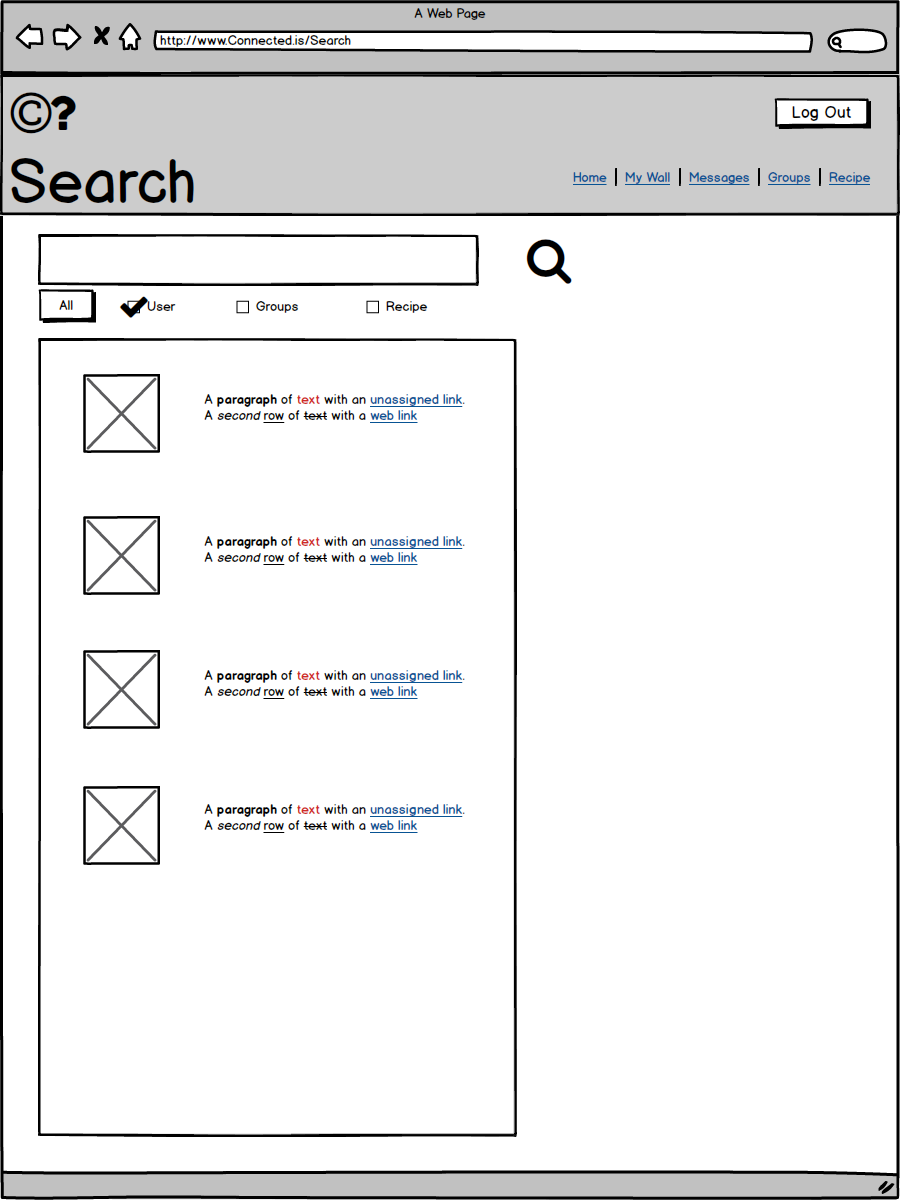 A Web Page
http://www.Connected.is/Search
©?
Log Out
Search
Home | My Wall | Messages | Groups | Recipe
All User Groups Recipe
A paragraph of text with an unassigned link.
A second row of text with a web link
A paragraph of text with an unassigned link.
A second row of text with a web link
A paragraph of text with an unassigned link.
A second row of text with a web link
A paragraph of text with an unassigned link.
A second row of text with a web link